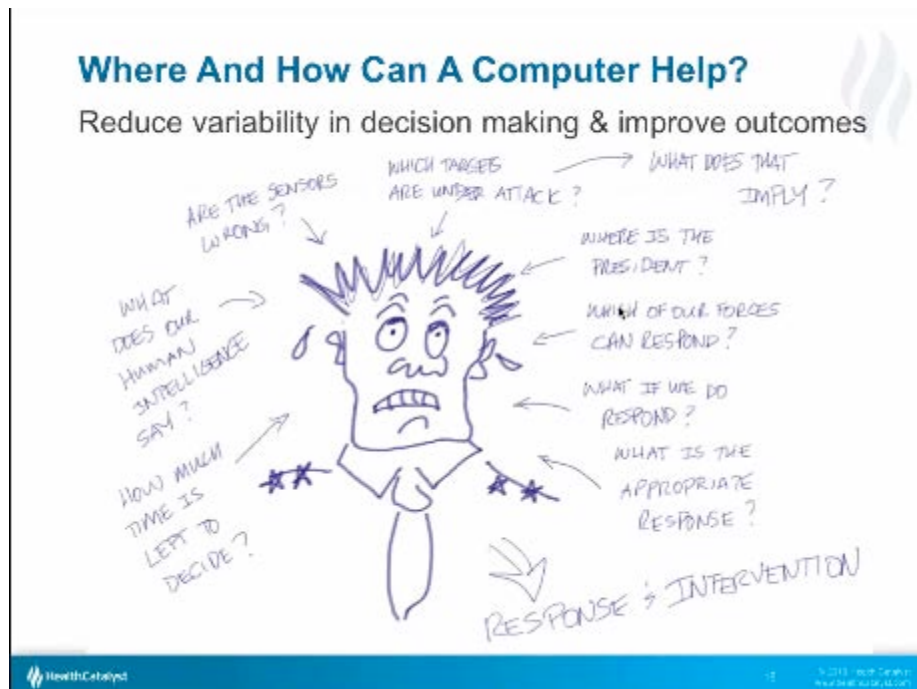 Where And How Can A Computer Help?
Reduce variability in decision making & improve outcomes
WHICH TARGETS
ARE UNDER ATTACK?
WHAT DOES THAT
IMPLY?
ARE THE SENSORS
WRONG?
WHERE IS THE
PRESIDENT?
WHAT
DOES OUR
HUMAN
INTELLIGENCE
SAY?
WHICH OF OUR FORCES
CAN RESPOND?
WHAT IF WE DO
RESPOND?
HOW MUCH
TIME IS
LEFT TO
DECIDE?
WHAT IS THE
APPROPRIATE
RESPONSE?
RESPONSE & INTERVENTION
HealthCatalyst